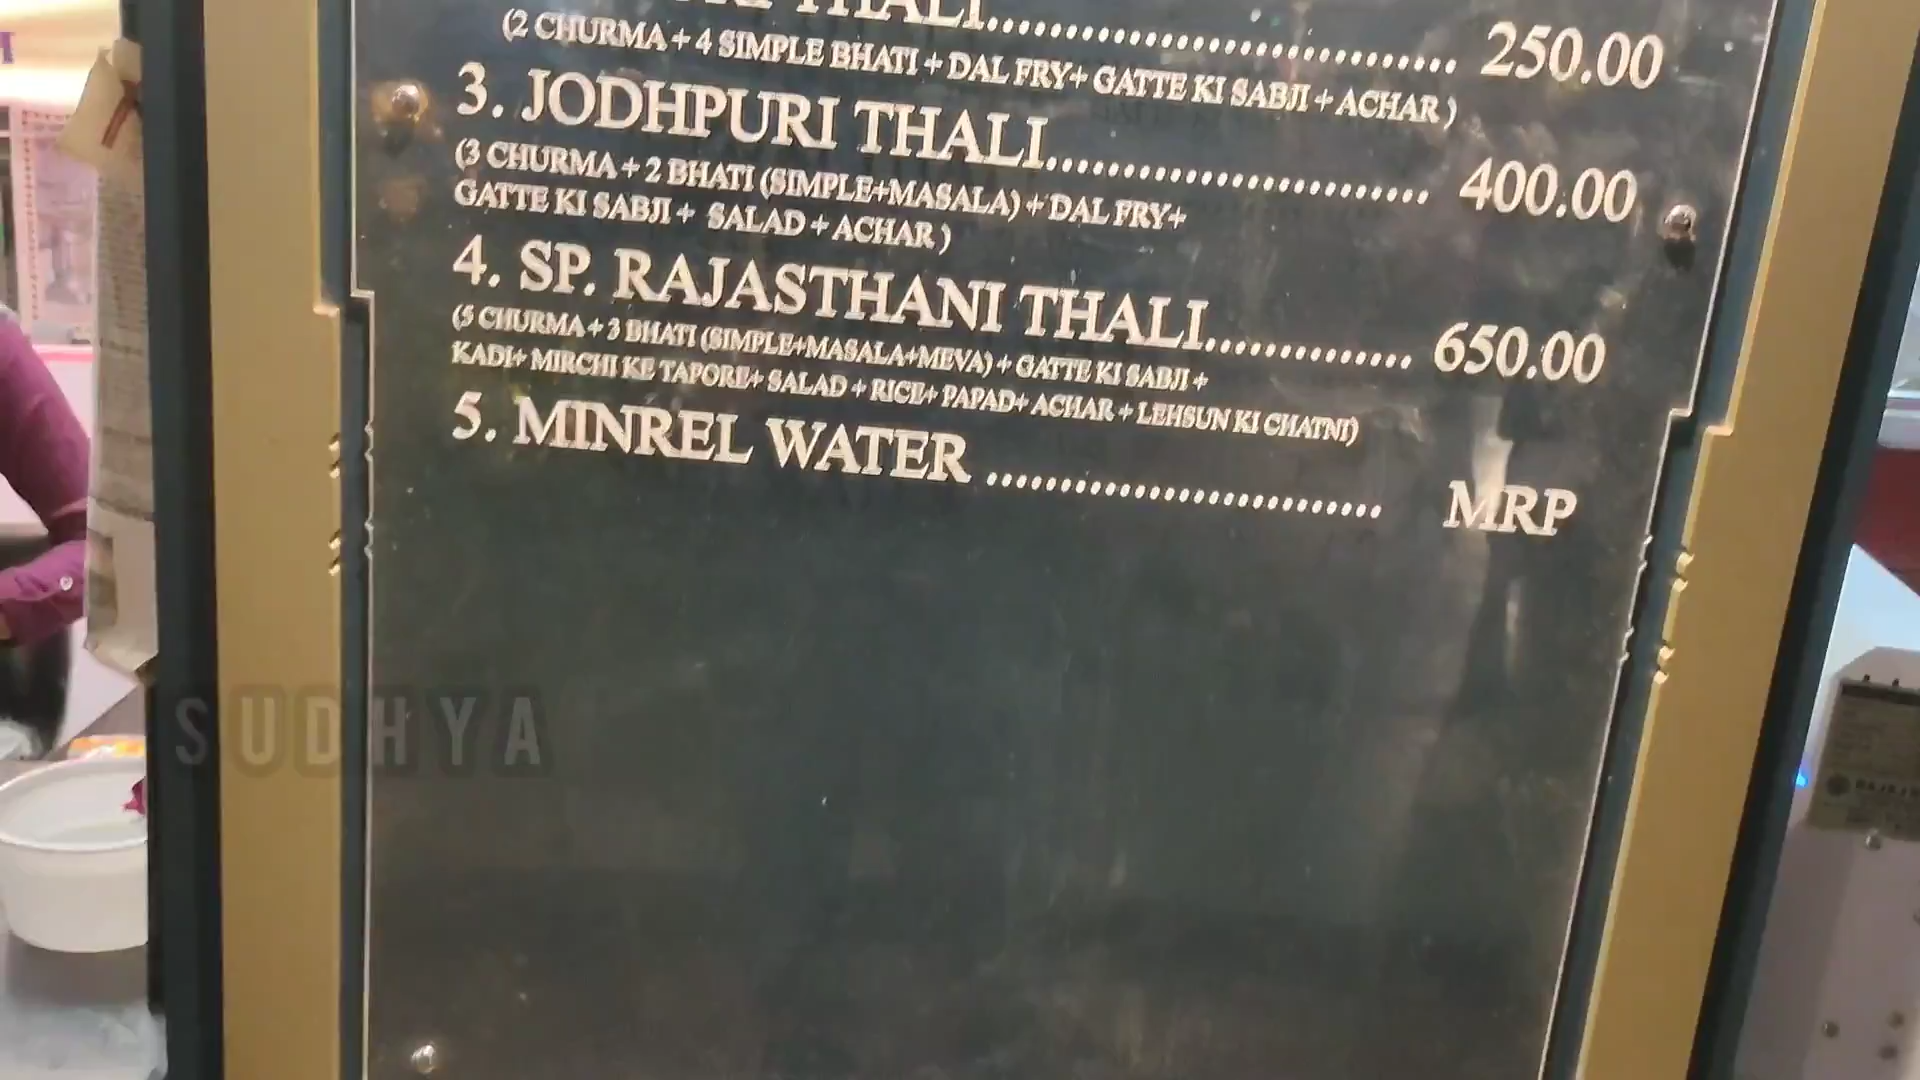 THALI.............................. 250.00
(2 CHURMA + 4 SIMPLE BHATI + DAL FRY+ GATTE KI SABJI + ACHAR )
3. JODHPURI THALI......................... 400.00
(3 CHURMA + 2 BHATI (SIMPLE+MASALA) + DAL FRY+
GATTE KI SABJI + SALAD + ACHAR )
4. SP. RAJASTHANI THALI.............. 650.00
(5 CHURMA + 3 BHATI (SIMPLE+MASALA+MEVA) + GATTE KI SABJI +
KADI+ MIRCHI KE TAPORE+ SALAD + RICE+ PAPAD+ ACHAR + LEHSUN KI CHATNI)
5. MINREL WATER ........................... MRP
SUDHYA